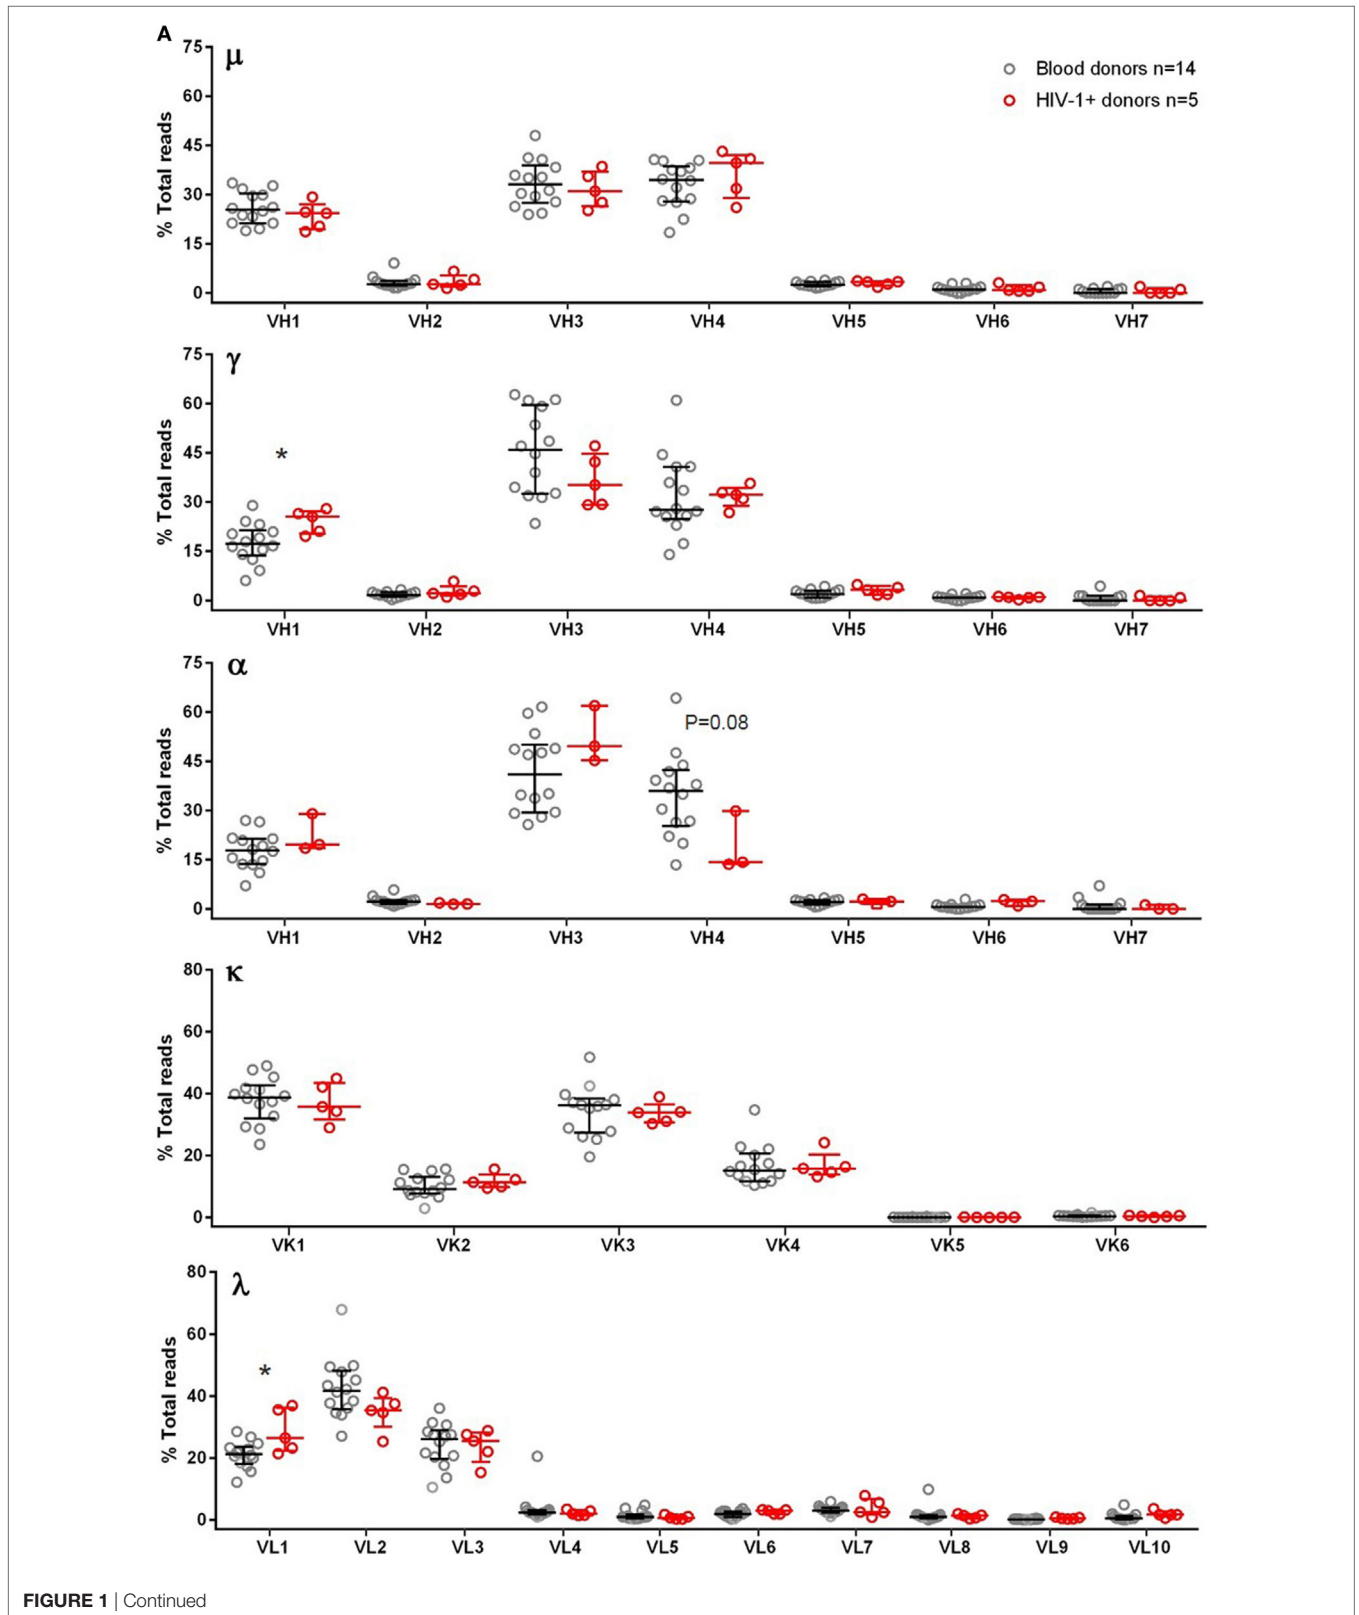 A
μ
Blood donors n=14
HIV-1+ donors n=5
% Total reads
75
60
45
30
15
0
VH1 VH2 VH3 VH4 VH5 VH6 VH7
γ
*
% Total reads
75
60
45
30
15
0
VH1 VH2 VH3 VH4 VH5 VH6 VH7
α
P=0.08
% Total reads
75
60
45
30
15
0
VH1 VH2 VH3 VH4 VH5 VH6 VH7
κ
% Total reads
80
60
40
20
0
VK1 VK2 VK3 VK4 VK5 VK6
λ
*
% Total reads
80
60
40
20
0
VL1 VL2 VL3 VL4 VL5 VL6 VL7 VL8 VL9 VL10
FIGURE 1 | Continued